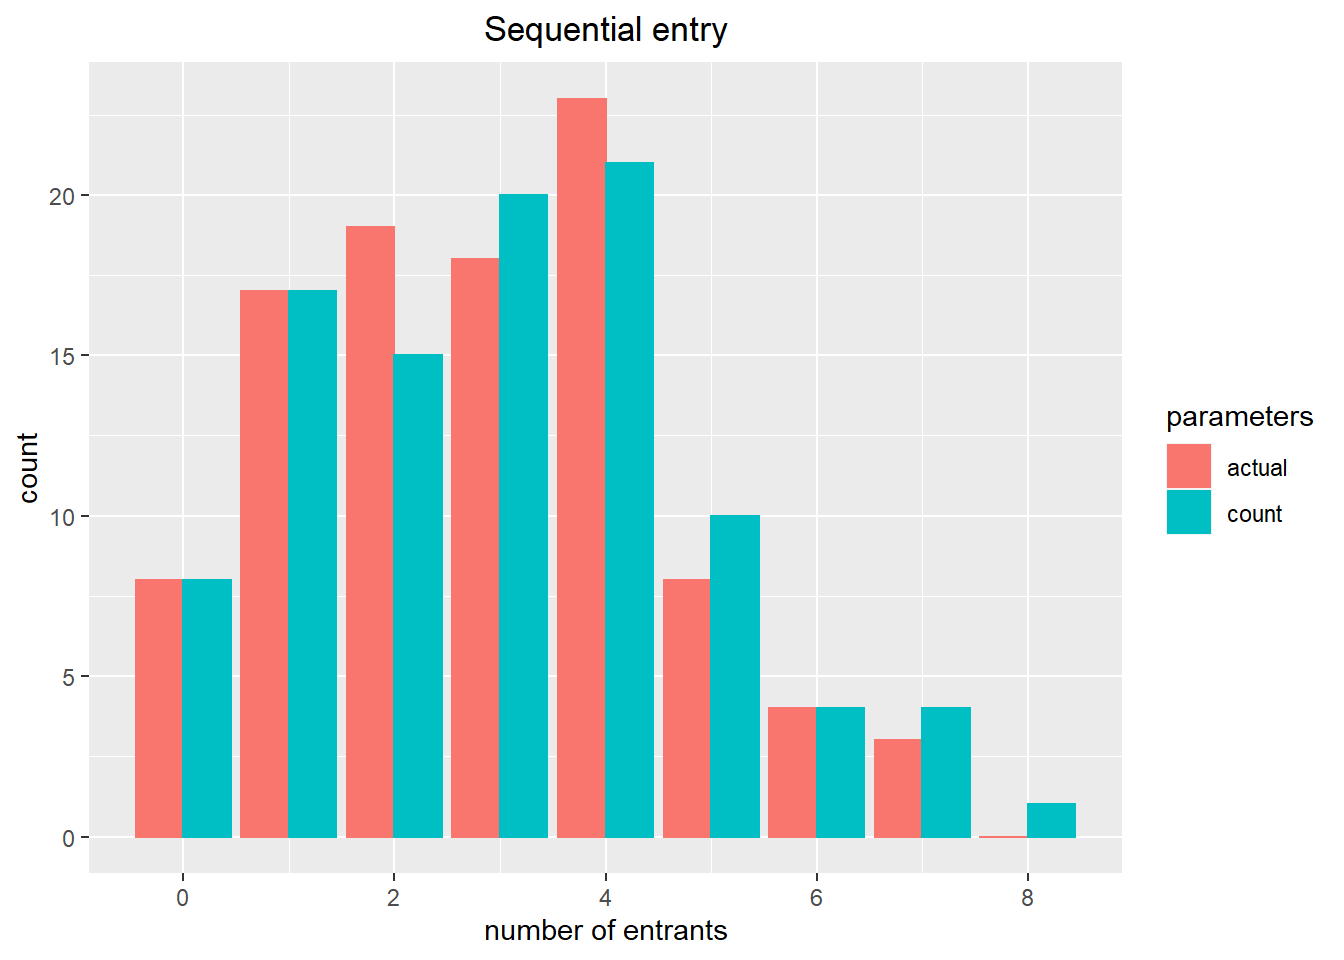 Sequential entry
20
15
10
5
0
count
0 2 4 6 8
number of entrants
parameters
actual
count